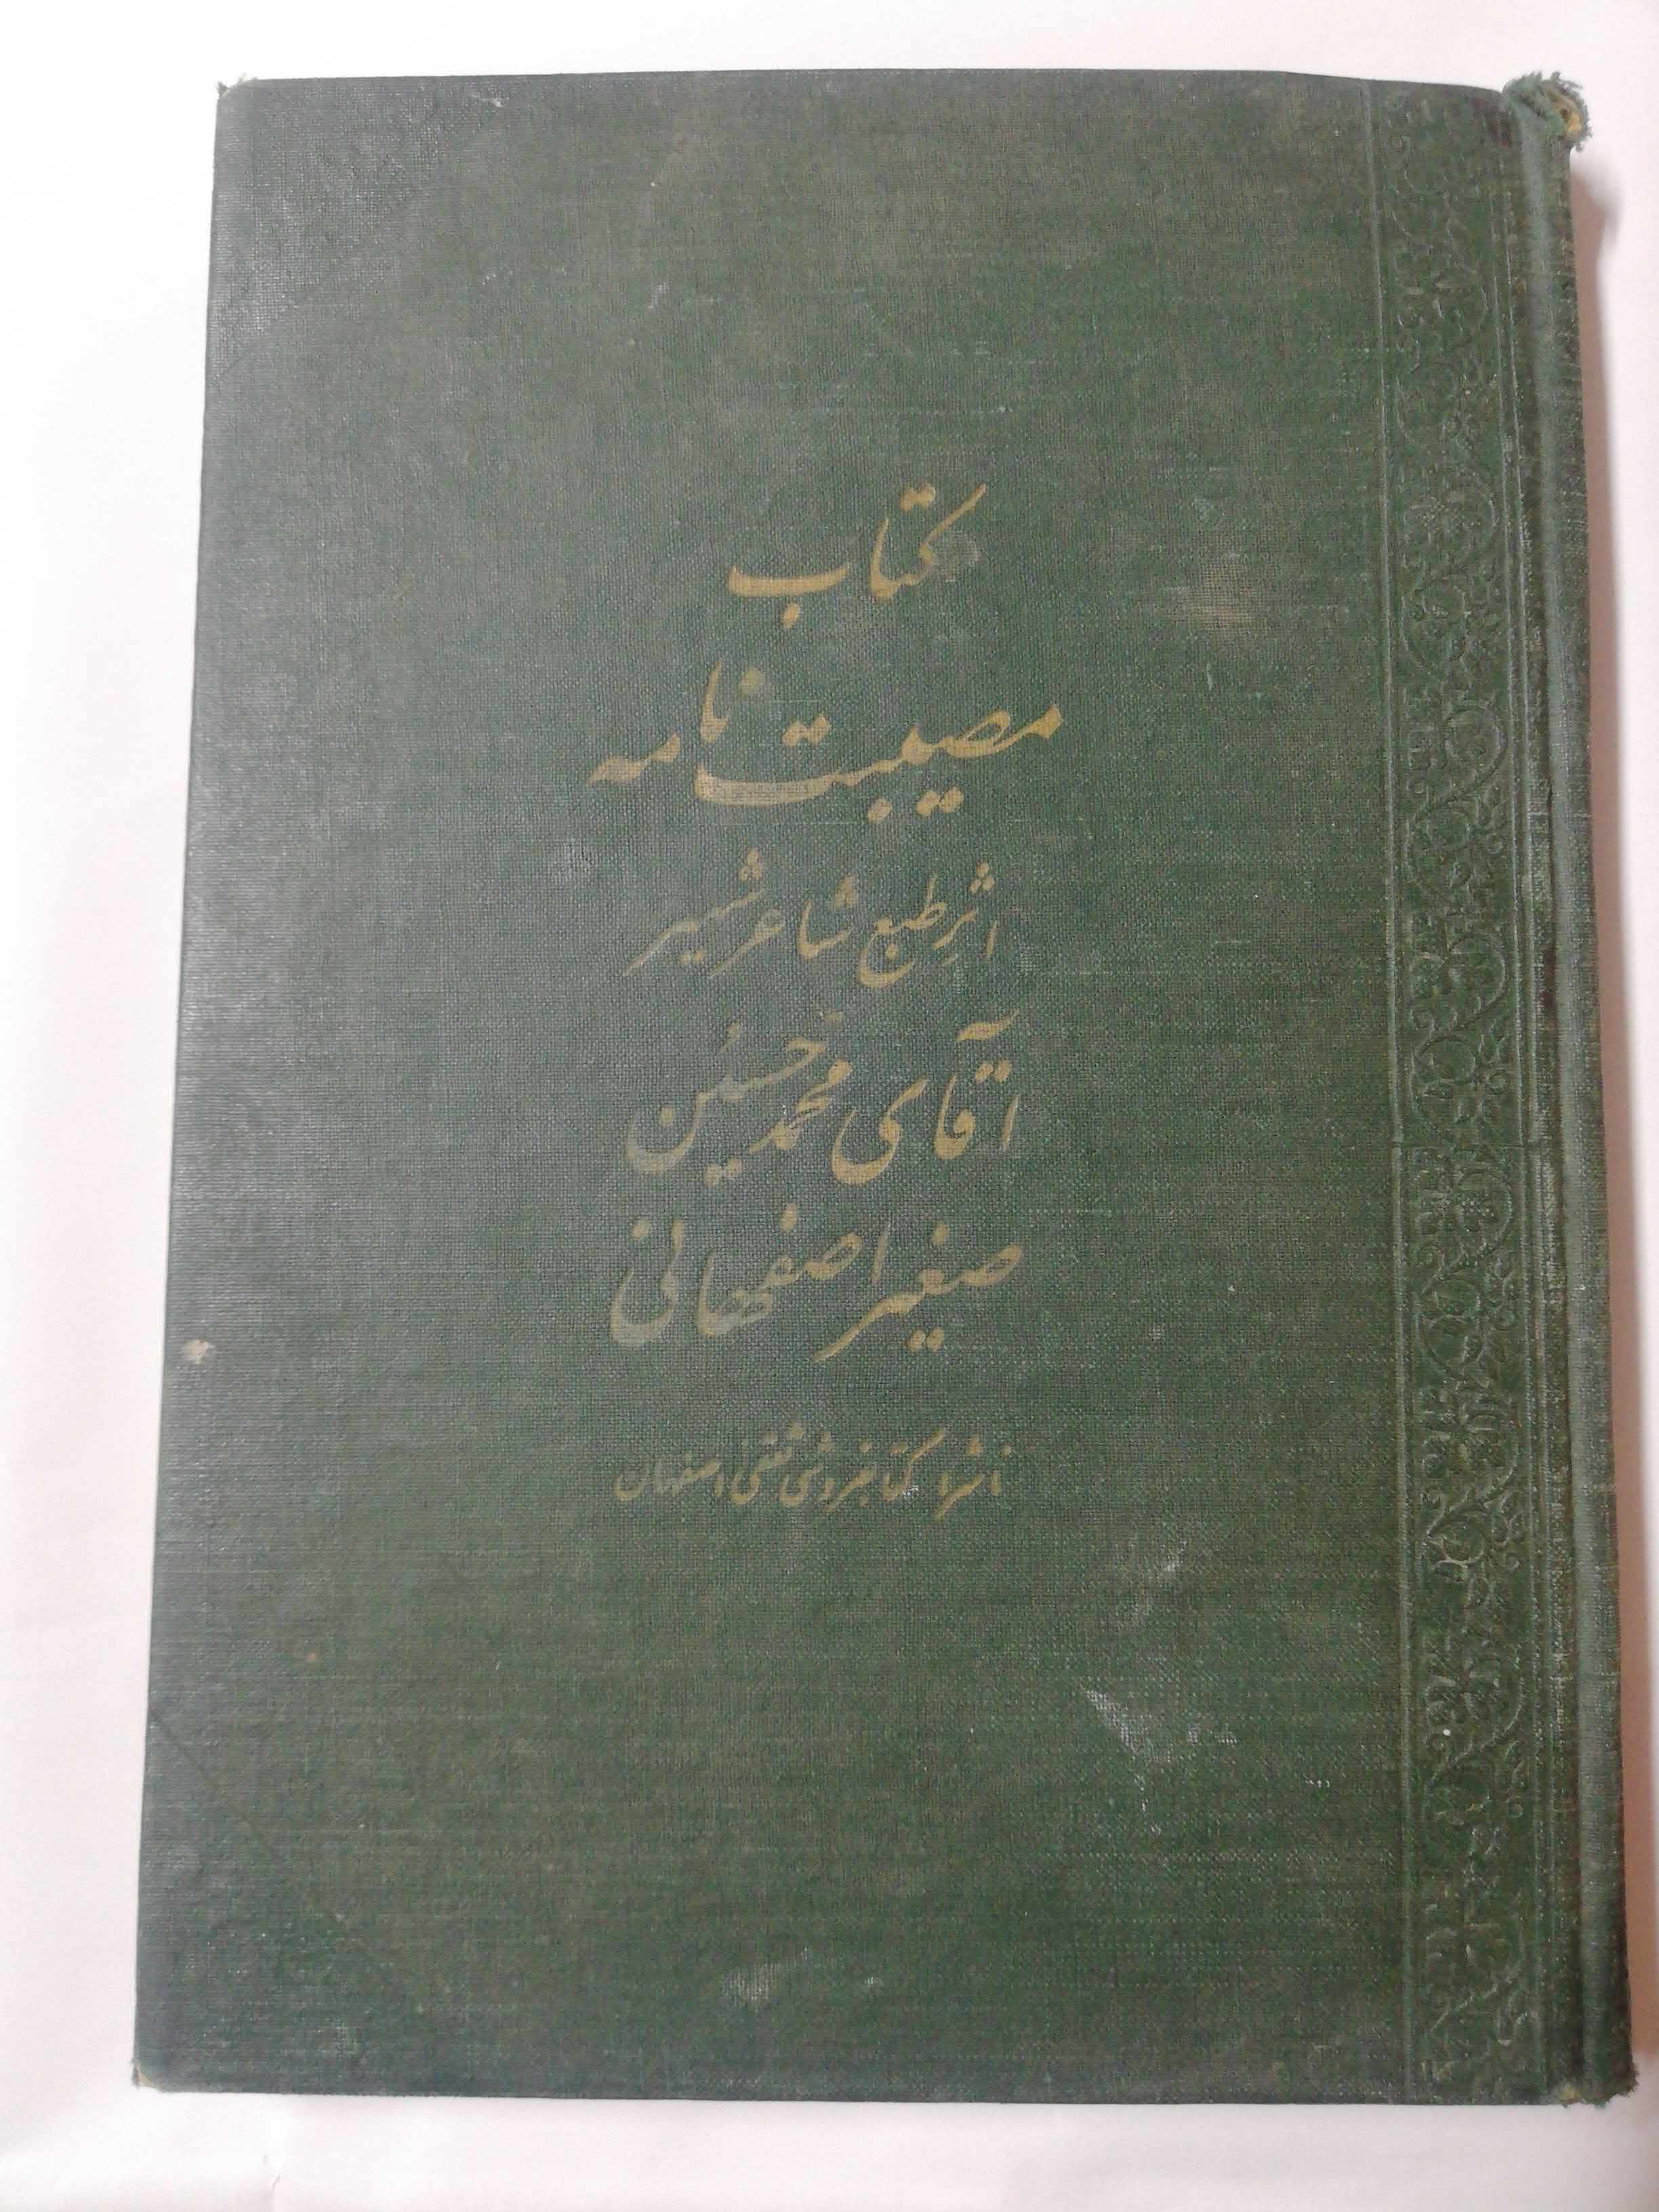 کتاب
مصیبت نامه
اثر طبع شاعر شهیر
آقای محمد حسین
صغیر اصفهانی
ناشر کتابفروشی ثقفی اصفهان